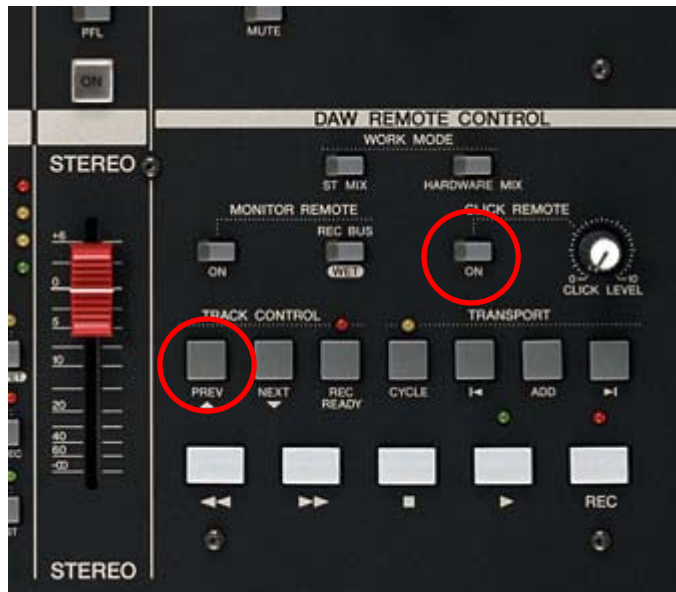 PFL
MUTE
ON
DAW REMOTE CONTROL
WORK MODE
STEREO
ST MIX
HARDWARE MIX
MONITOR REMOTE
CLICK REMOTE
REC BUS
ON
WET
ON
0 10
CLICK LEVEL
+6
0
5
10
20
40
60
-∞
TRACK CONTROL
TRANSPORT
PREV
NEXT
REC READY
CYCLE
ADD
REC
STEREO